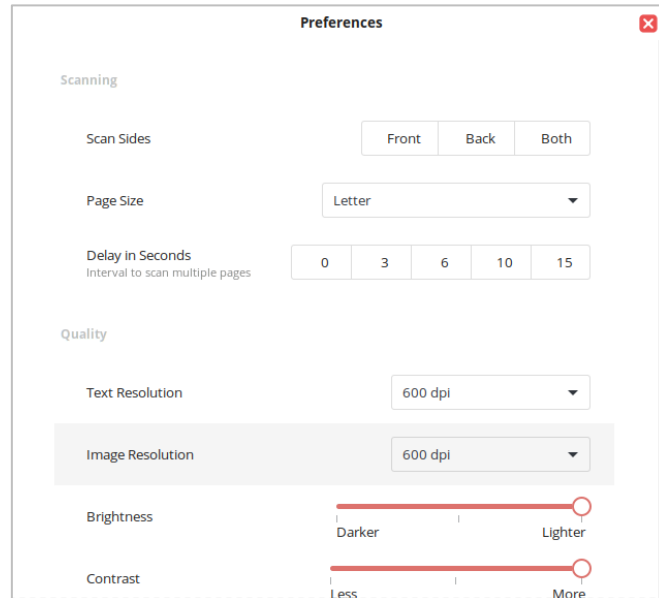 Preferences
Scanning
Scan Sides Front Back Both
Page Size Letter
Delay in Seconds
Interval to scan multiple pages
0 3 6 10 15
Quality
Text Resolution 600 dpi
Image Resolution 600 dpi
Brightness
Darker Lighter
Contrast
Less More